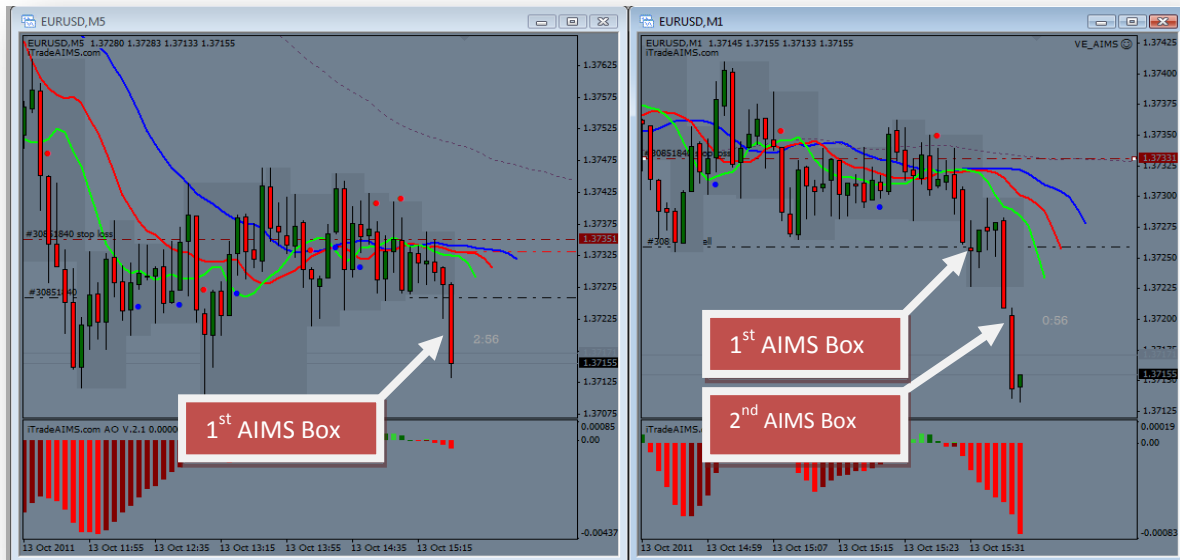 EURUSD,M5
EURUSD,M5 1.37280 1.37283 1.37133 1.37155
iTradeAIMS.com
1.37625
1.37575
1.37525
1.37475
1.37425
1.37375
#30851840 stop loss
1.37351
1.37325
1.37275
#30851840
2:56
1.37225
1.37155
1.37125
1.37075
1st AIMS Box
iTradeAIMS.com AO V.2.1
0.00085
0.00
-0.00437
13 Oct 2011
13 Oct 11:55
13 Oct 12:35
13 Oct 13:15
13 Oct 13:55
13 Oct 14:35
13 Oct 15:15
EURUSD,M1
EURUSD,M1 1.37145 1.37155 1.37133 1.37155
VE_AIMS
iTradeAIMS.com
1.37425
1.37400
1.37375
1.37350
#30851840 stop loss
1.37331
1.37300
1.37275
#308 ell
1.37250
1.37225
0:56
1.37200
1.37155
1.37125
1st AIMS Box
2nd AIMS Box
iTradeAIMS.
0.00019
0.00
-0.00083
13 Oct 2011
13 Oct 14:59
13 Oct 15:07
13 Oct 15:15
13 Oct 15:23
13 Oct 15:31